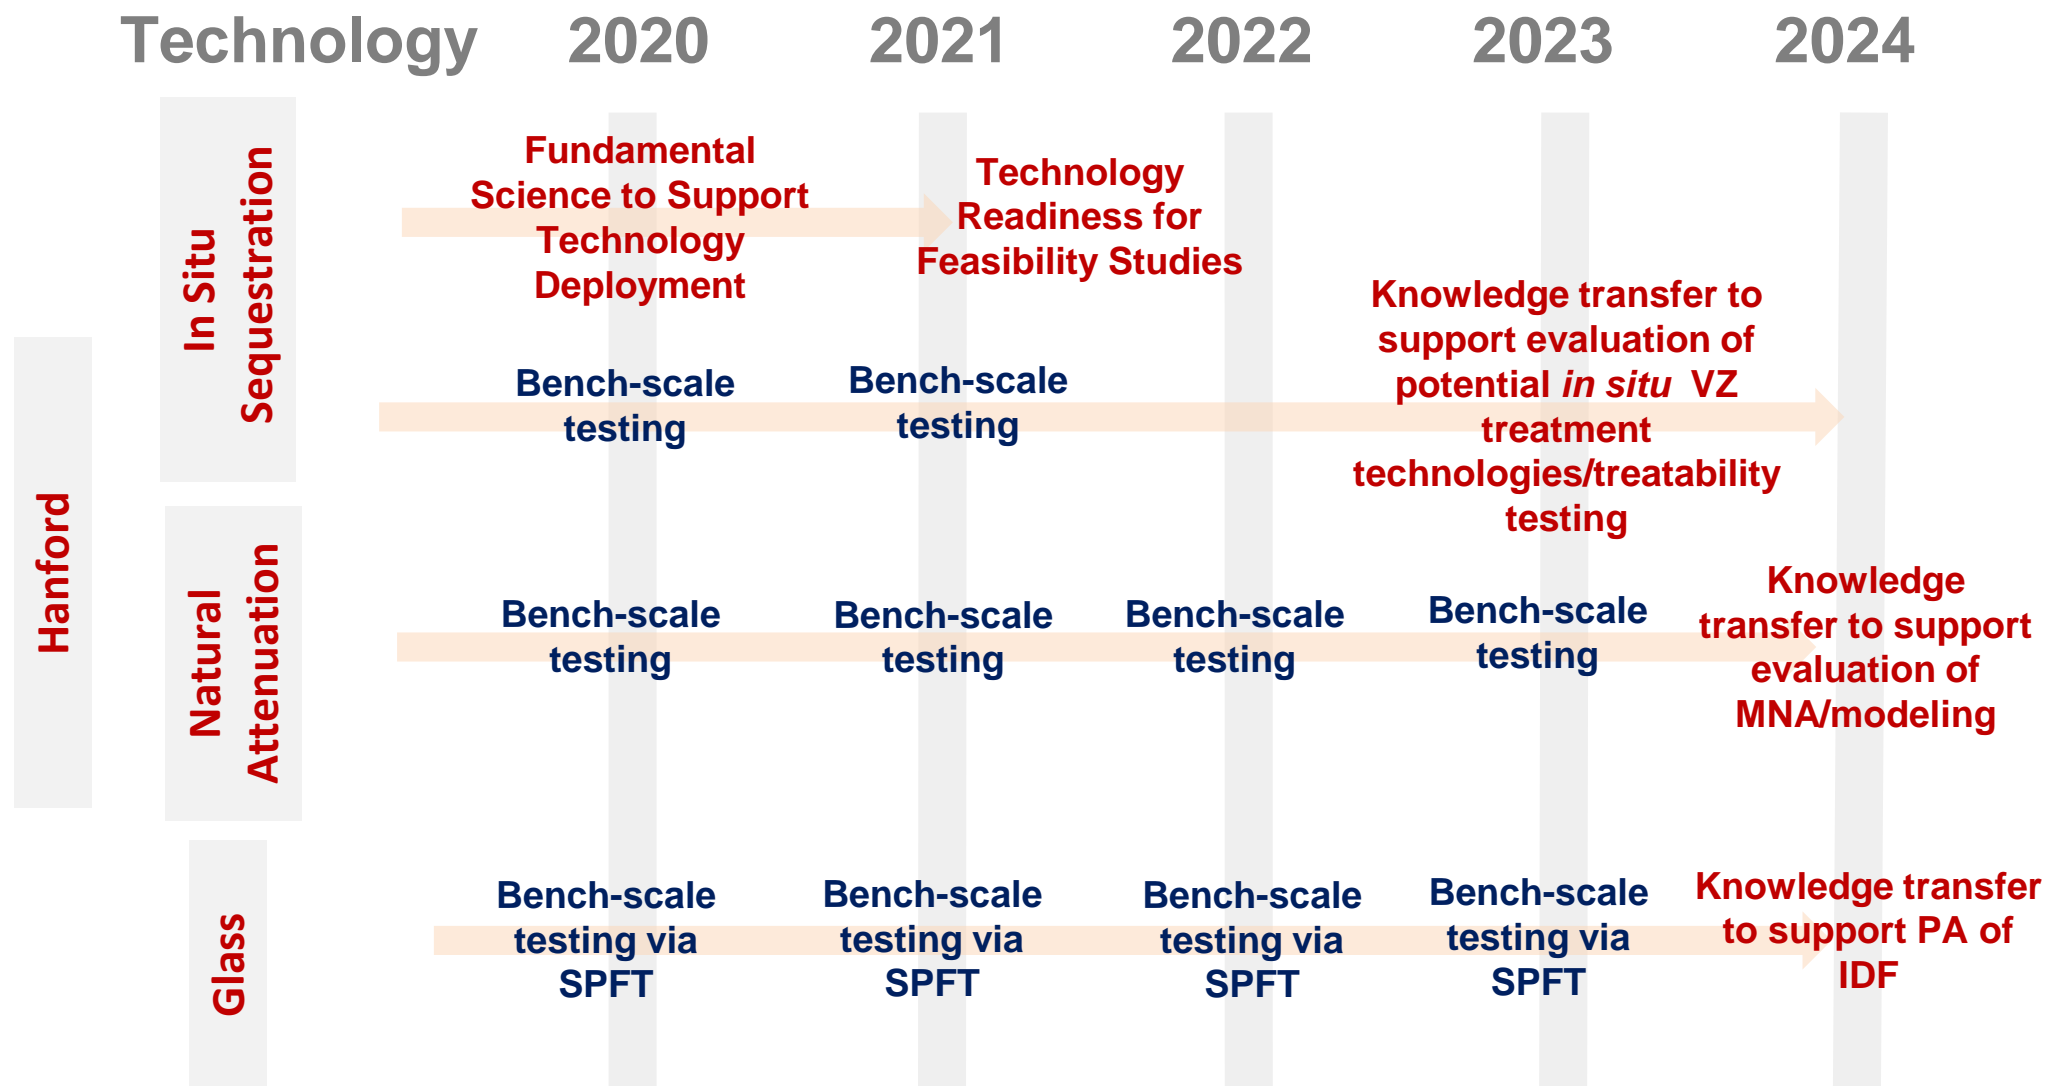 Technology 2020 2021 2022 2023 2024
Hanford
In Situ
Sequestration
Fundamental
Science to Support
Technology
Deployment
Technology
Readiness for
Feasibility Studies
Bench-scale
testing
Bench-scale
testing
Knowledge transfer to
support evaluation of
potential in situ VZ
treatment
technologies/treatability
testing
Natural
Attenuation
Bench-scale
testing
Bench-scale
testing
Bench-scale
testing
Bench-scale
testing
Knowledge
transfer to support
evaluation of
MNA/modeling
Glass
Bench-scale
testing via
SPFT
Bench-scale
testing via
SPFT
Bench-scale
testing via
SPFT
Bench-scale
testing via
SPFT
Knowledge transfer
to support PA of
IDF